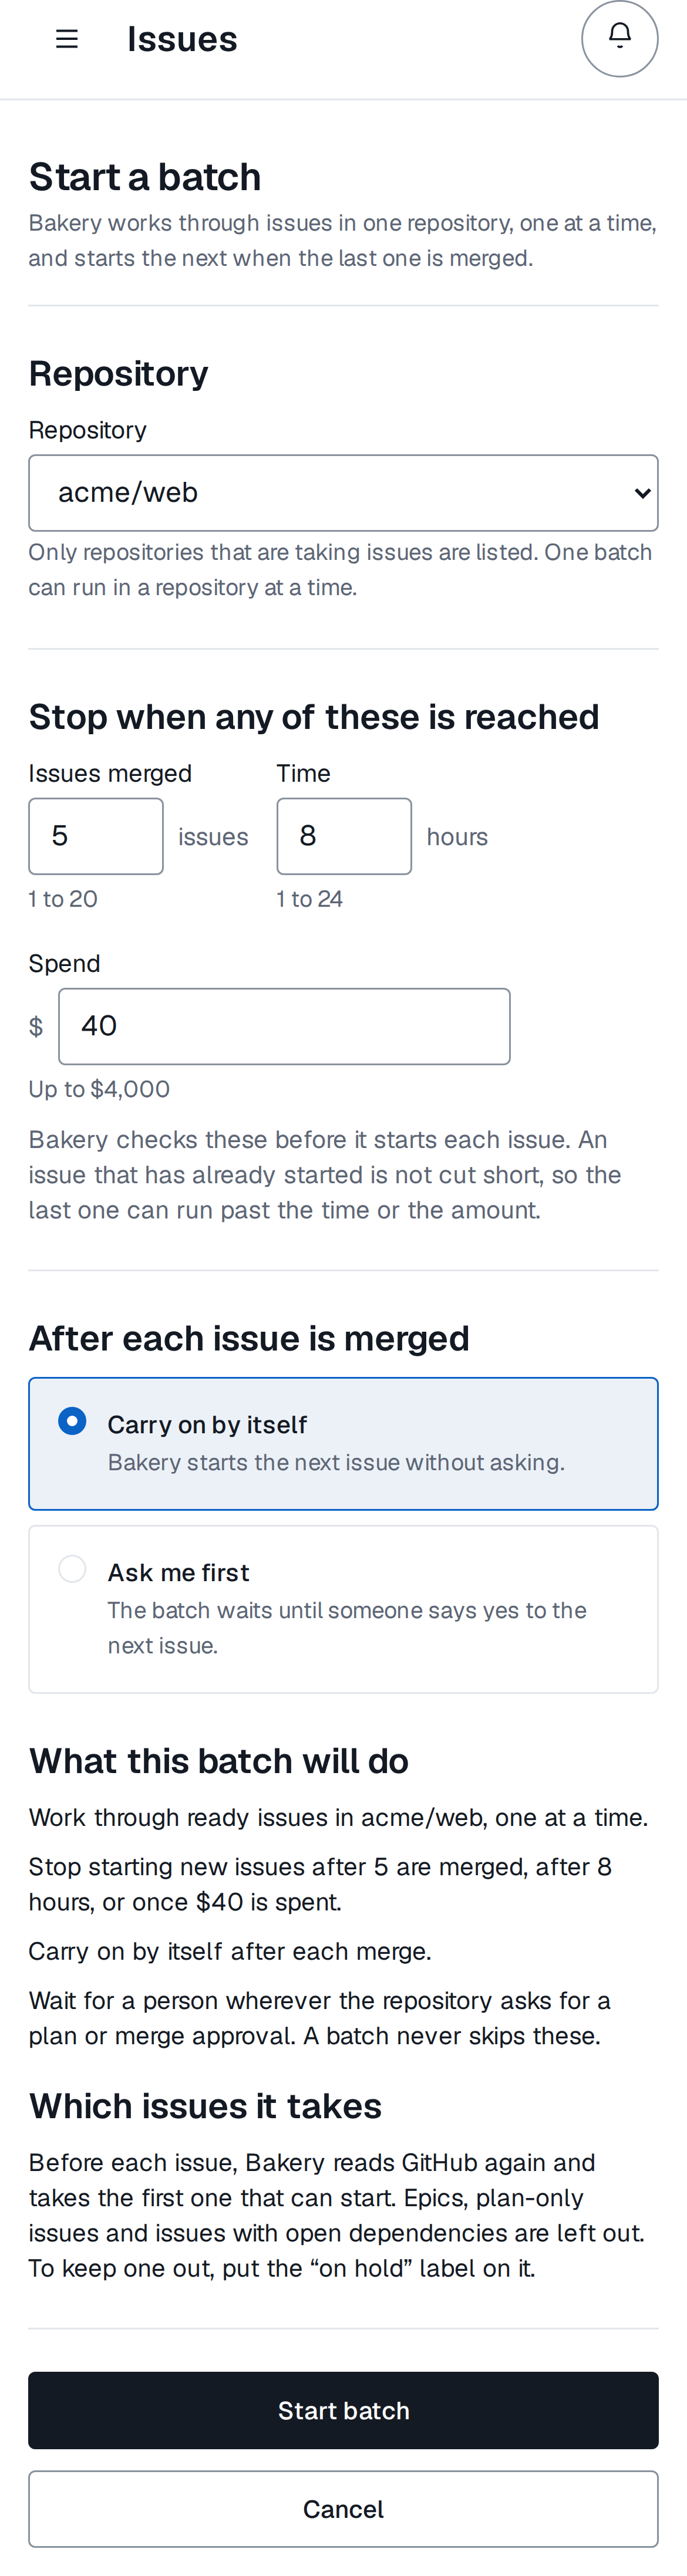 Issues
Start a batch
Bakery works through issues in one repository, one at a time,
and starts the next when the last one is merged.
Repository
Repository
acme/web
Only repositories that are taking issues are listed. One batch
can run in a repository at a time.
Stop when any of these is reached
Issues merged
5
issues
1 to 20
Time
8
hours
1 to 24
Spend
$ 40
Up to $4,000
Bakery checks these before it starts each issue. An
issue that has already started is not cut short, so the
last one can run past the time or the amount.
After each issue is merged
Carry on by itself
Bakery starts the next issue without asking.
Ask me first
The batch waits until someone says yes to the
next issue.
What this batch will do
Work through ready issues in acme/web, one at a time.
Stop starting new issues after 5 are merged, after 8
hours, or once $40 is spent.
Carry on by itself after each merge.
Wait for a person wherever the repository asks for a
plan or merge approval. A batch never skips these.
Which issues it takes
Before each issue, Bakery reads GitHub again and
takes the first one that can start. Epics, plan-only
issues and issues with open dependencies are left out.
To keep one out, put the “on hold” label on it.
Start batch
Cancel